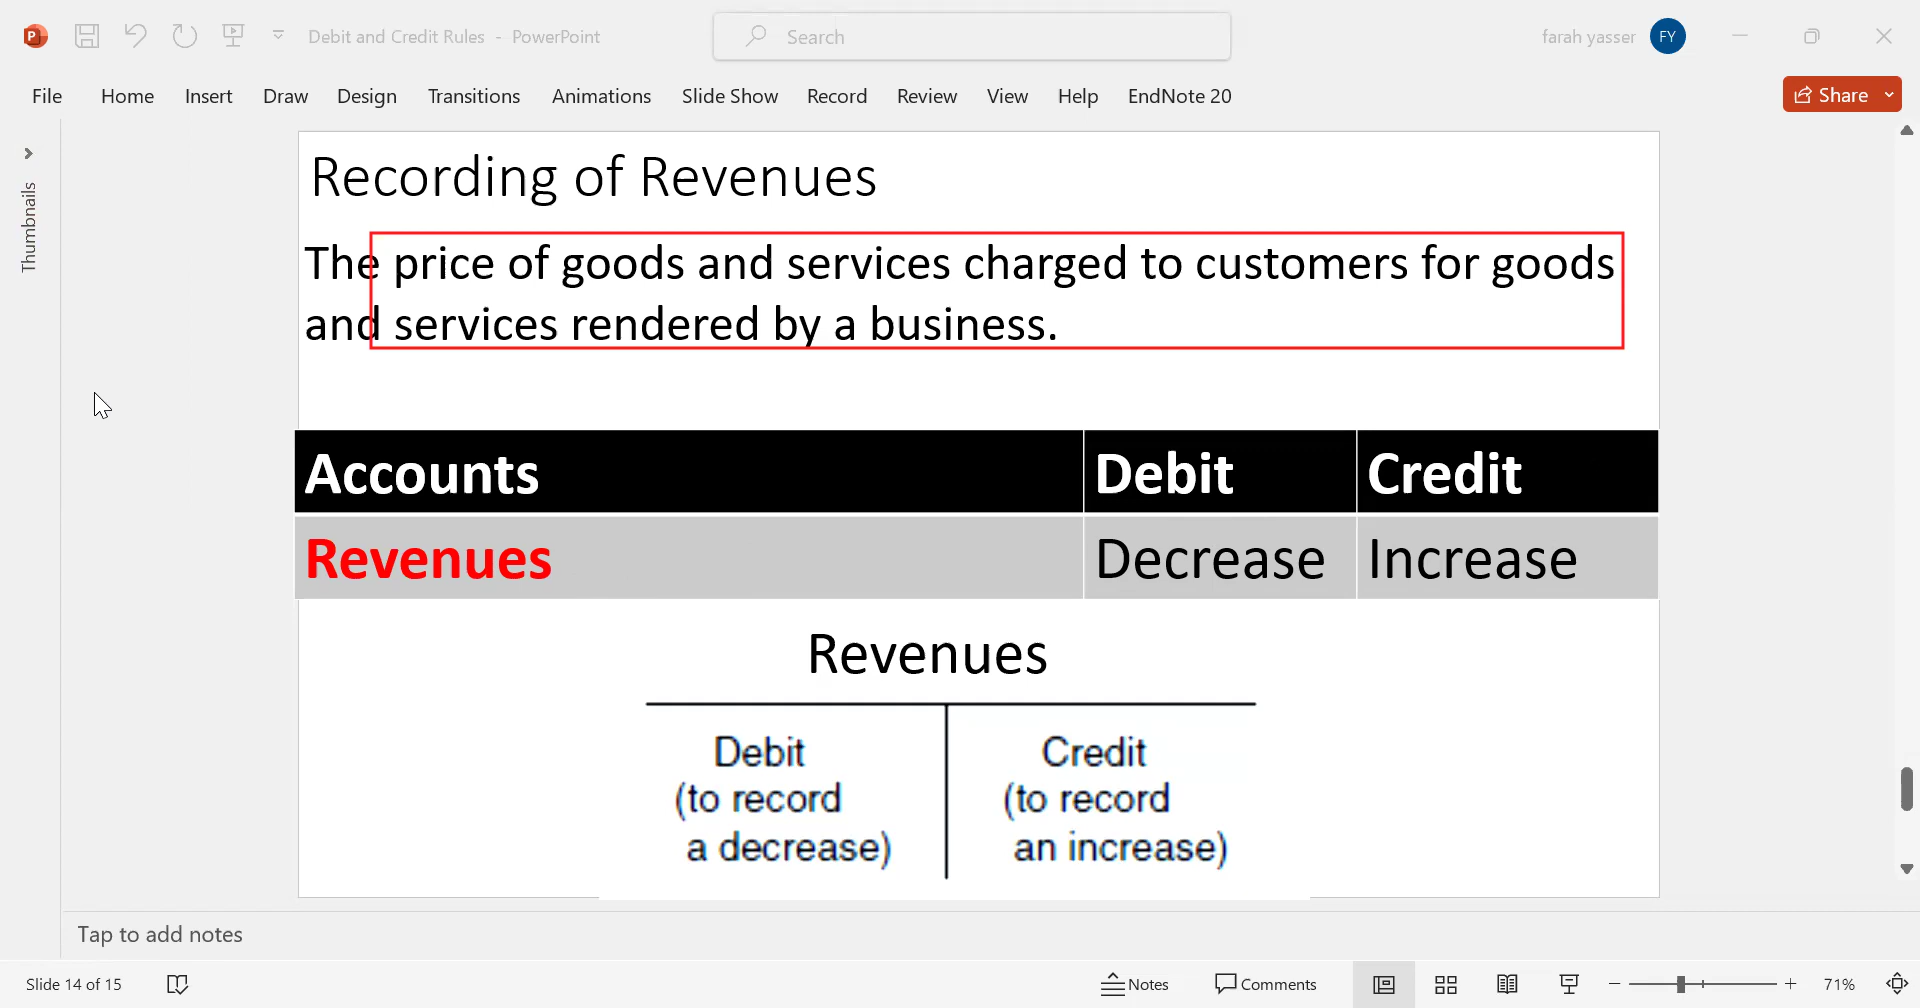 Debit and Credit Rules - PowerPoint
Search
farah yasser
FY
File Home Insert Draw Design Transitions Animations Slide Show Record Review View Help EndNote 20
Share
Thumbnails
Recording of Revenues
The price of goods and services charged to customers for goods
and services rendered by a business.
Accounts Debit Credit
Revenues Decrease Increase
Revenues
Debit Credit
(to record (to record
a decrease) an increase)
Tap to add notes
Slide 14 of 15 Notes Comments 71%